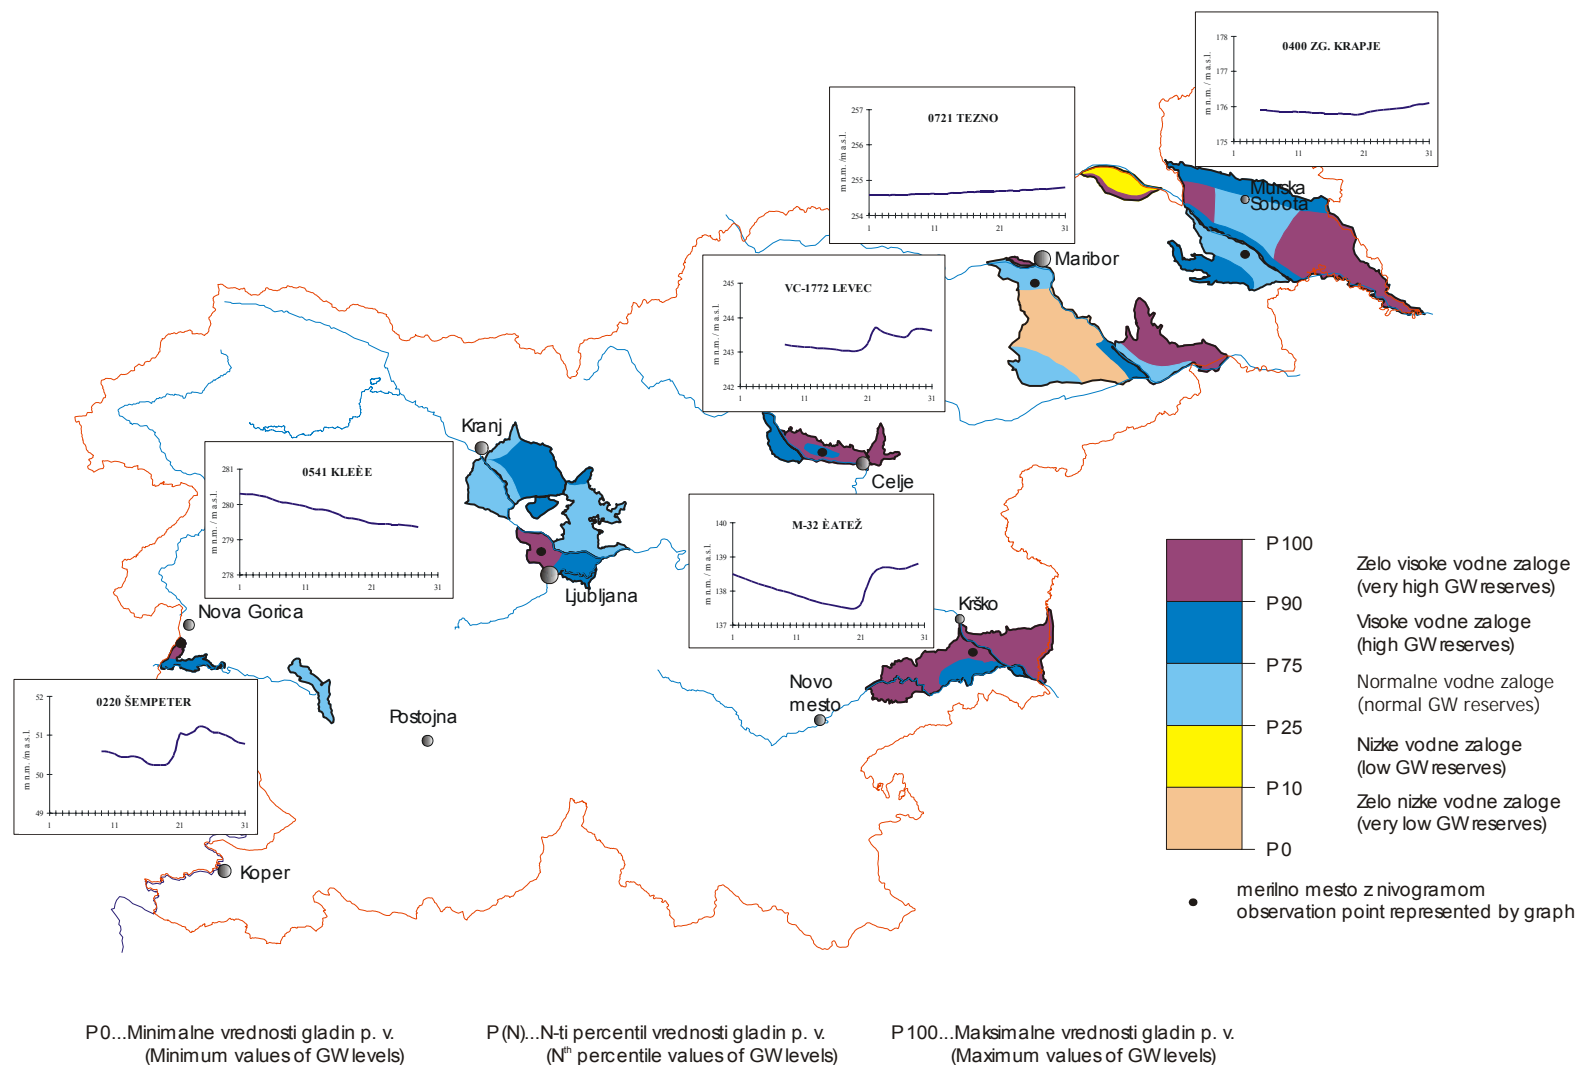 0400 ZG. KRAPJE
m n.m. / m a.s.l.
178
177
176
175
1 11 21 31
0721 TEZNO
m n.m. /m a.s.l.
257
256
255
254
1 11 21 31
Murska
Sobota
Maribor
VC-1772 LEVEC
m n.m. / m a.s.l.
245
244
243
242
1 11 21 31
Kranj
Celje
0541 KLEÈE
m n.m. / m a.s.l.
281
280
279
278
1 11 21 31
M-32 ÈATEŽ
m n.m. / m a.s.l.
140
139
138
137
1 11 21 31
Ljubljana
Nova Gorica
Krško
Novo
mesto
Postojna
0220 ŠEMPETER
m n.m. /m a.s.l.
52
51
50
49
1 11 21 31
Koper
P100
Zelo visoke vodne zaloge
(very high GW reserves)
P90
Visoke vodne zaloge
(high GW reserves)
P75
Normalne vodne zaloge
(normal GW reserves)
P25
Nizke vodne zaloge
(low GW reserves)
P10
Zelo nizke vodne zaloge
(very low GW reserves)
P0
merilno mesto z nivogramom
observation point represented by graph
P0...Minimalne vrednosti gladin p. v.
(Minimum values of GW levels)
P(N)...N-ti percentil vrednosti gladin p. v.
(Nth percentile values of GW levels)
P100...Maksimalne vrednosti gladin p. v.
(Maximum values of GW levels)